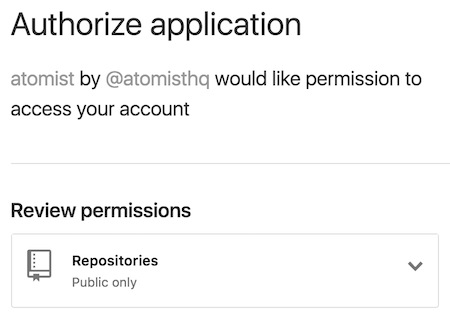 Authorize application
atomist by @atomisthq would like permission to
access your account
Review permissions
Repositories
Public only